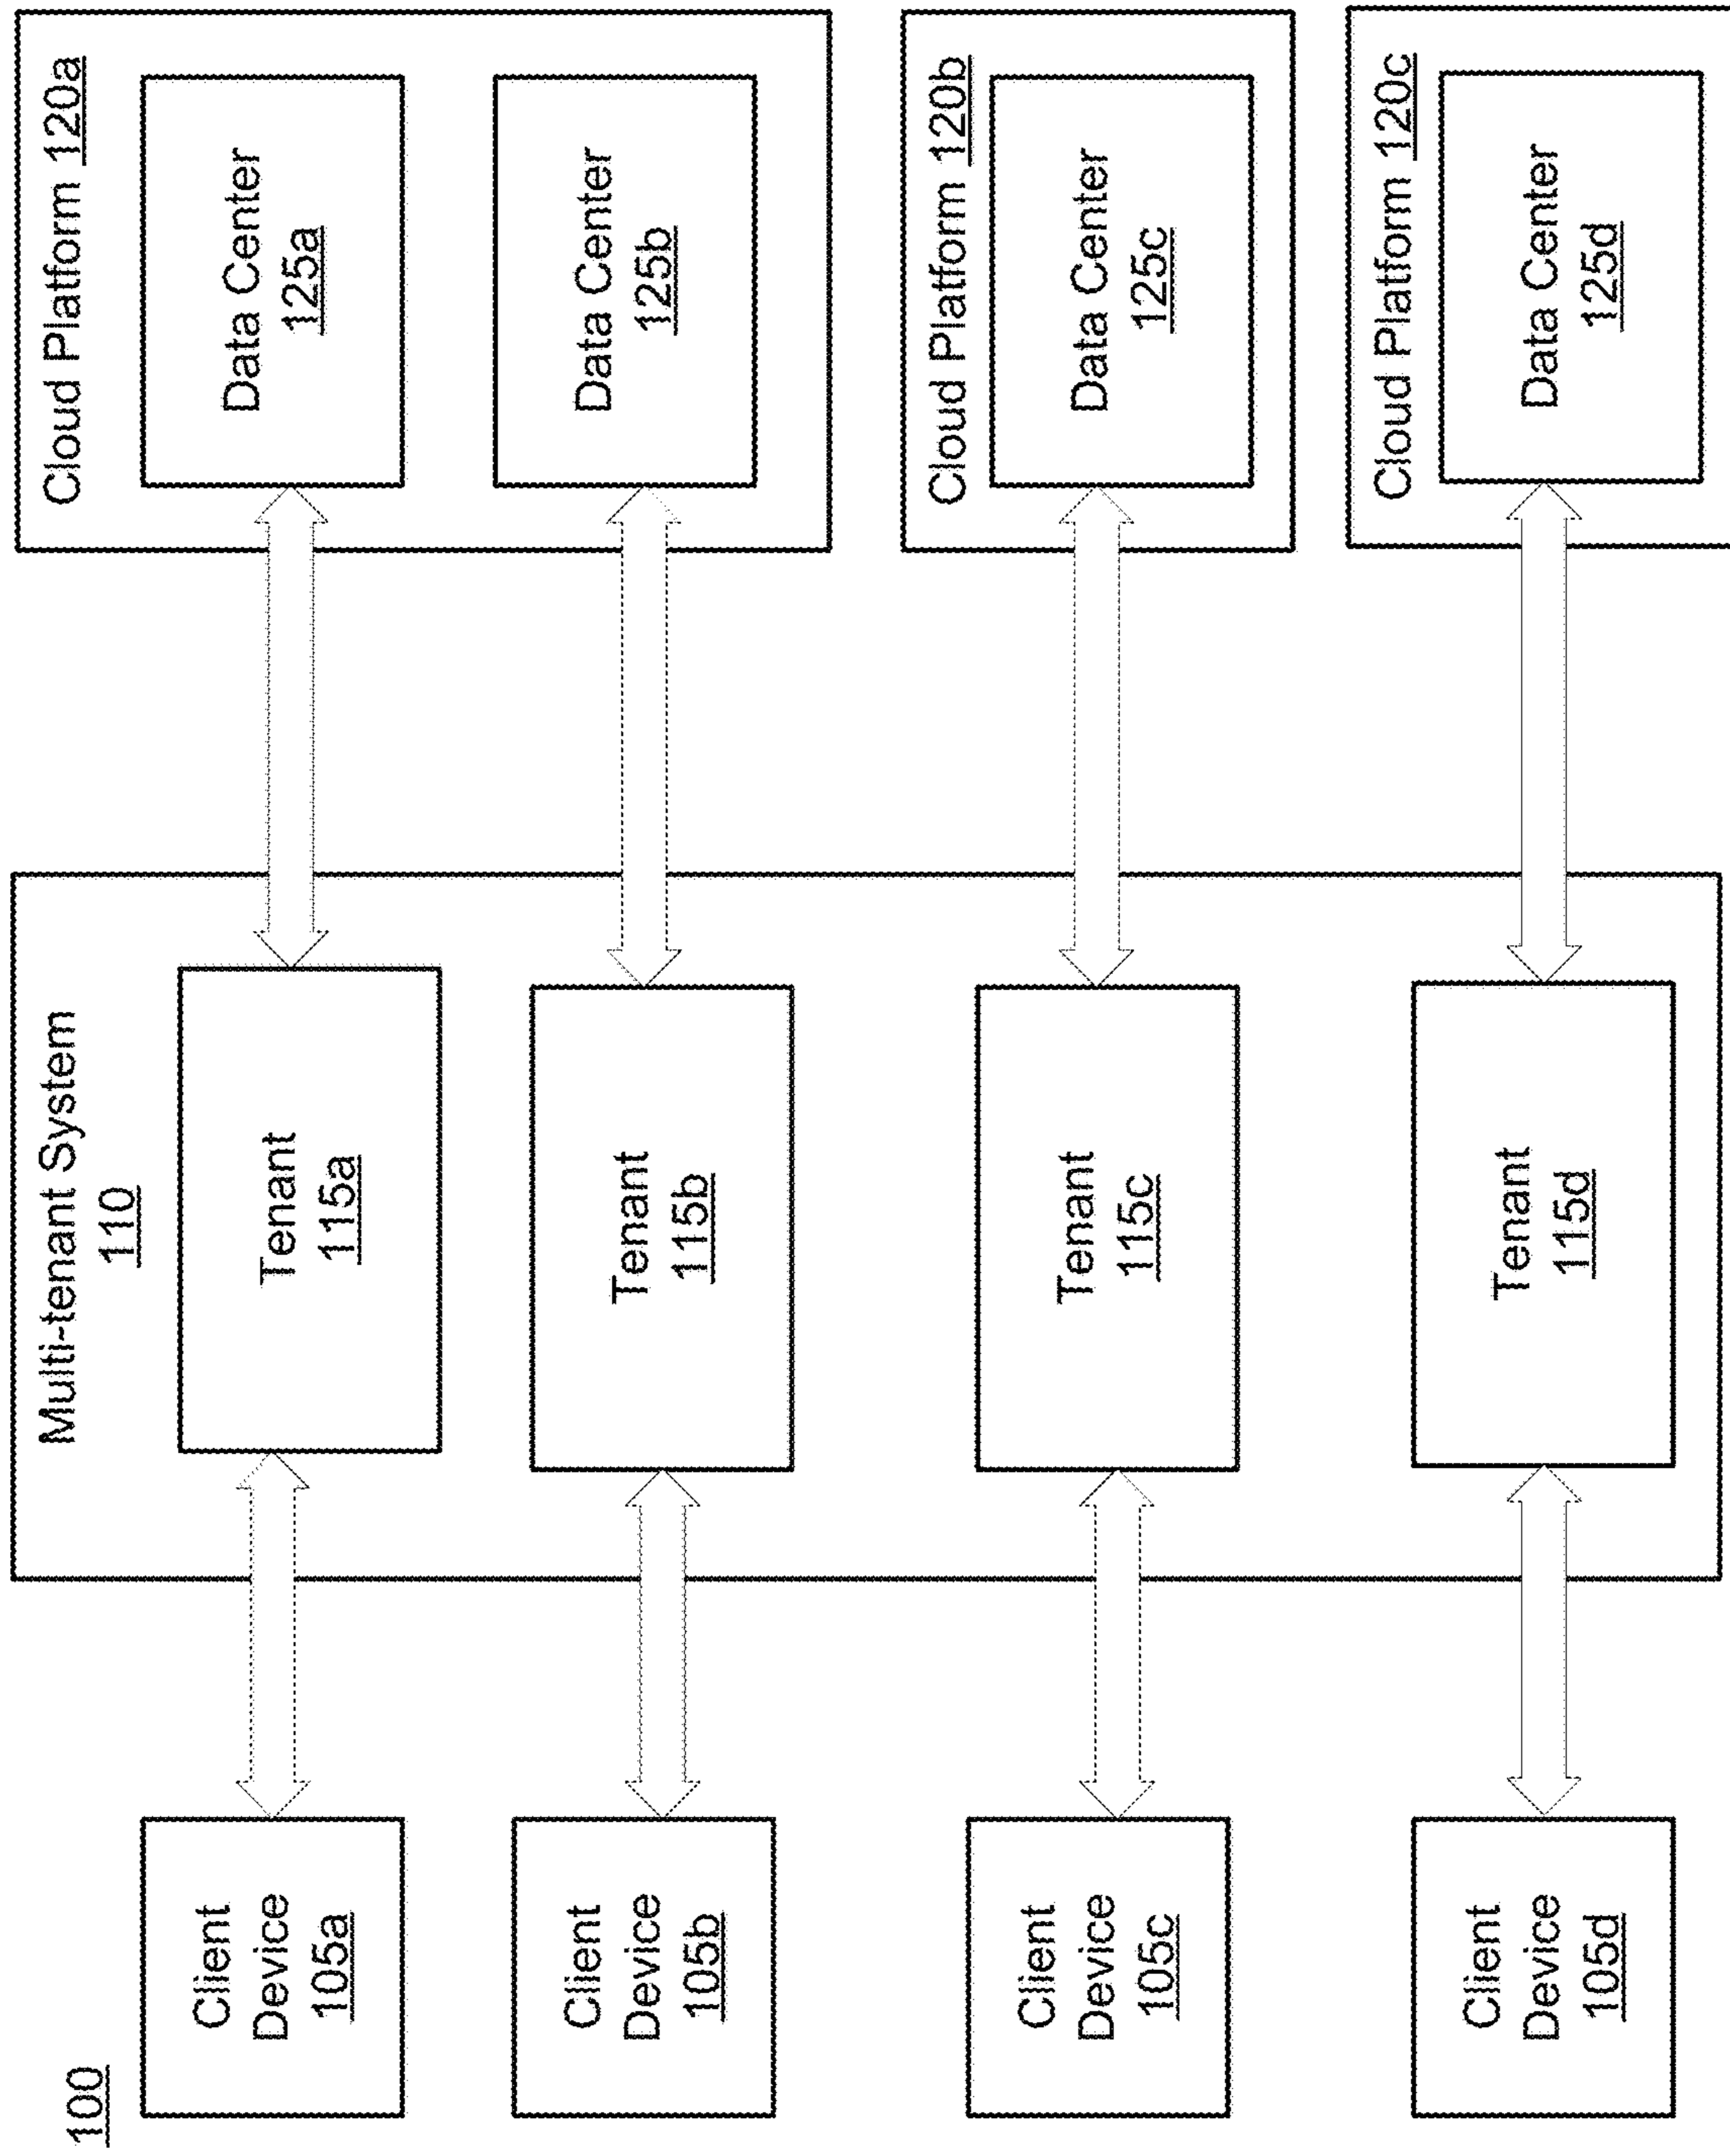 100
Client
Device
105a
Client
Device
105b
Client
Device
105c
Client
Device
105d
Multi-tenant System
110
Tenant
115a
Tenant
115b
Tenant
115c
Tenant
115d
Cloud Platform 120a
Data Center
125a
Data Center
125b
Cloud Platform 120b
Data Center
125c
Cloud Platform 120c
Data Center
125d